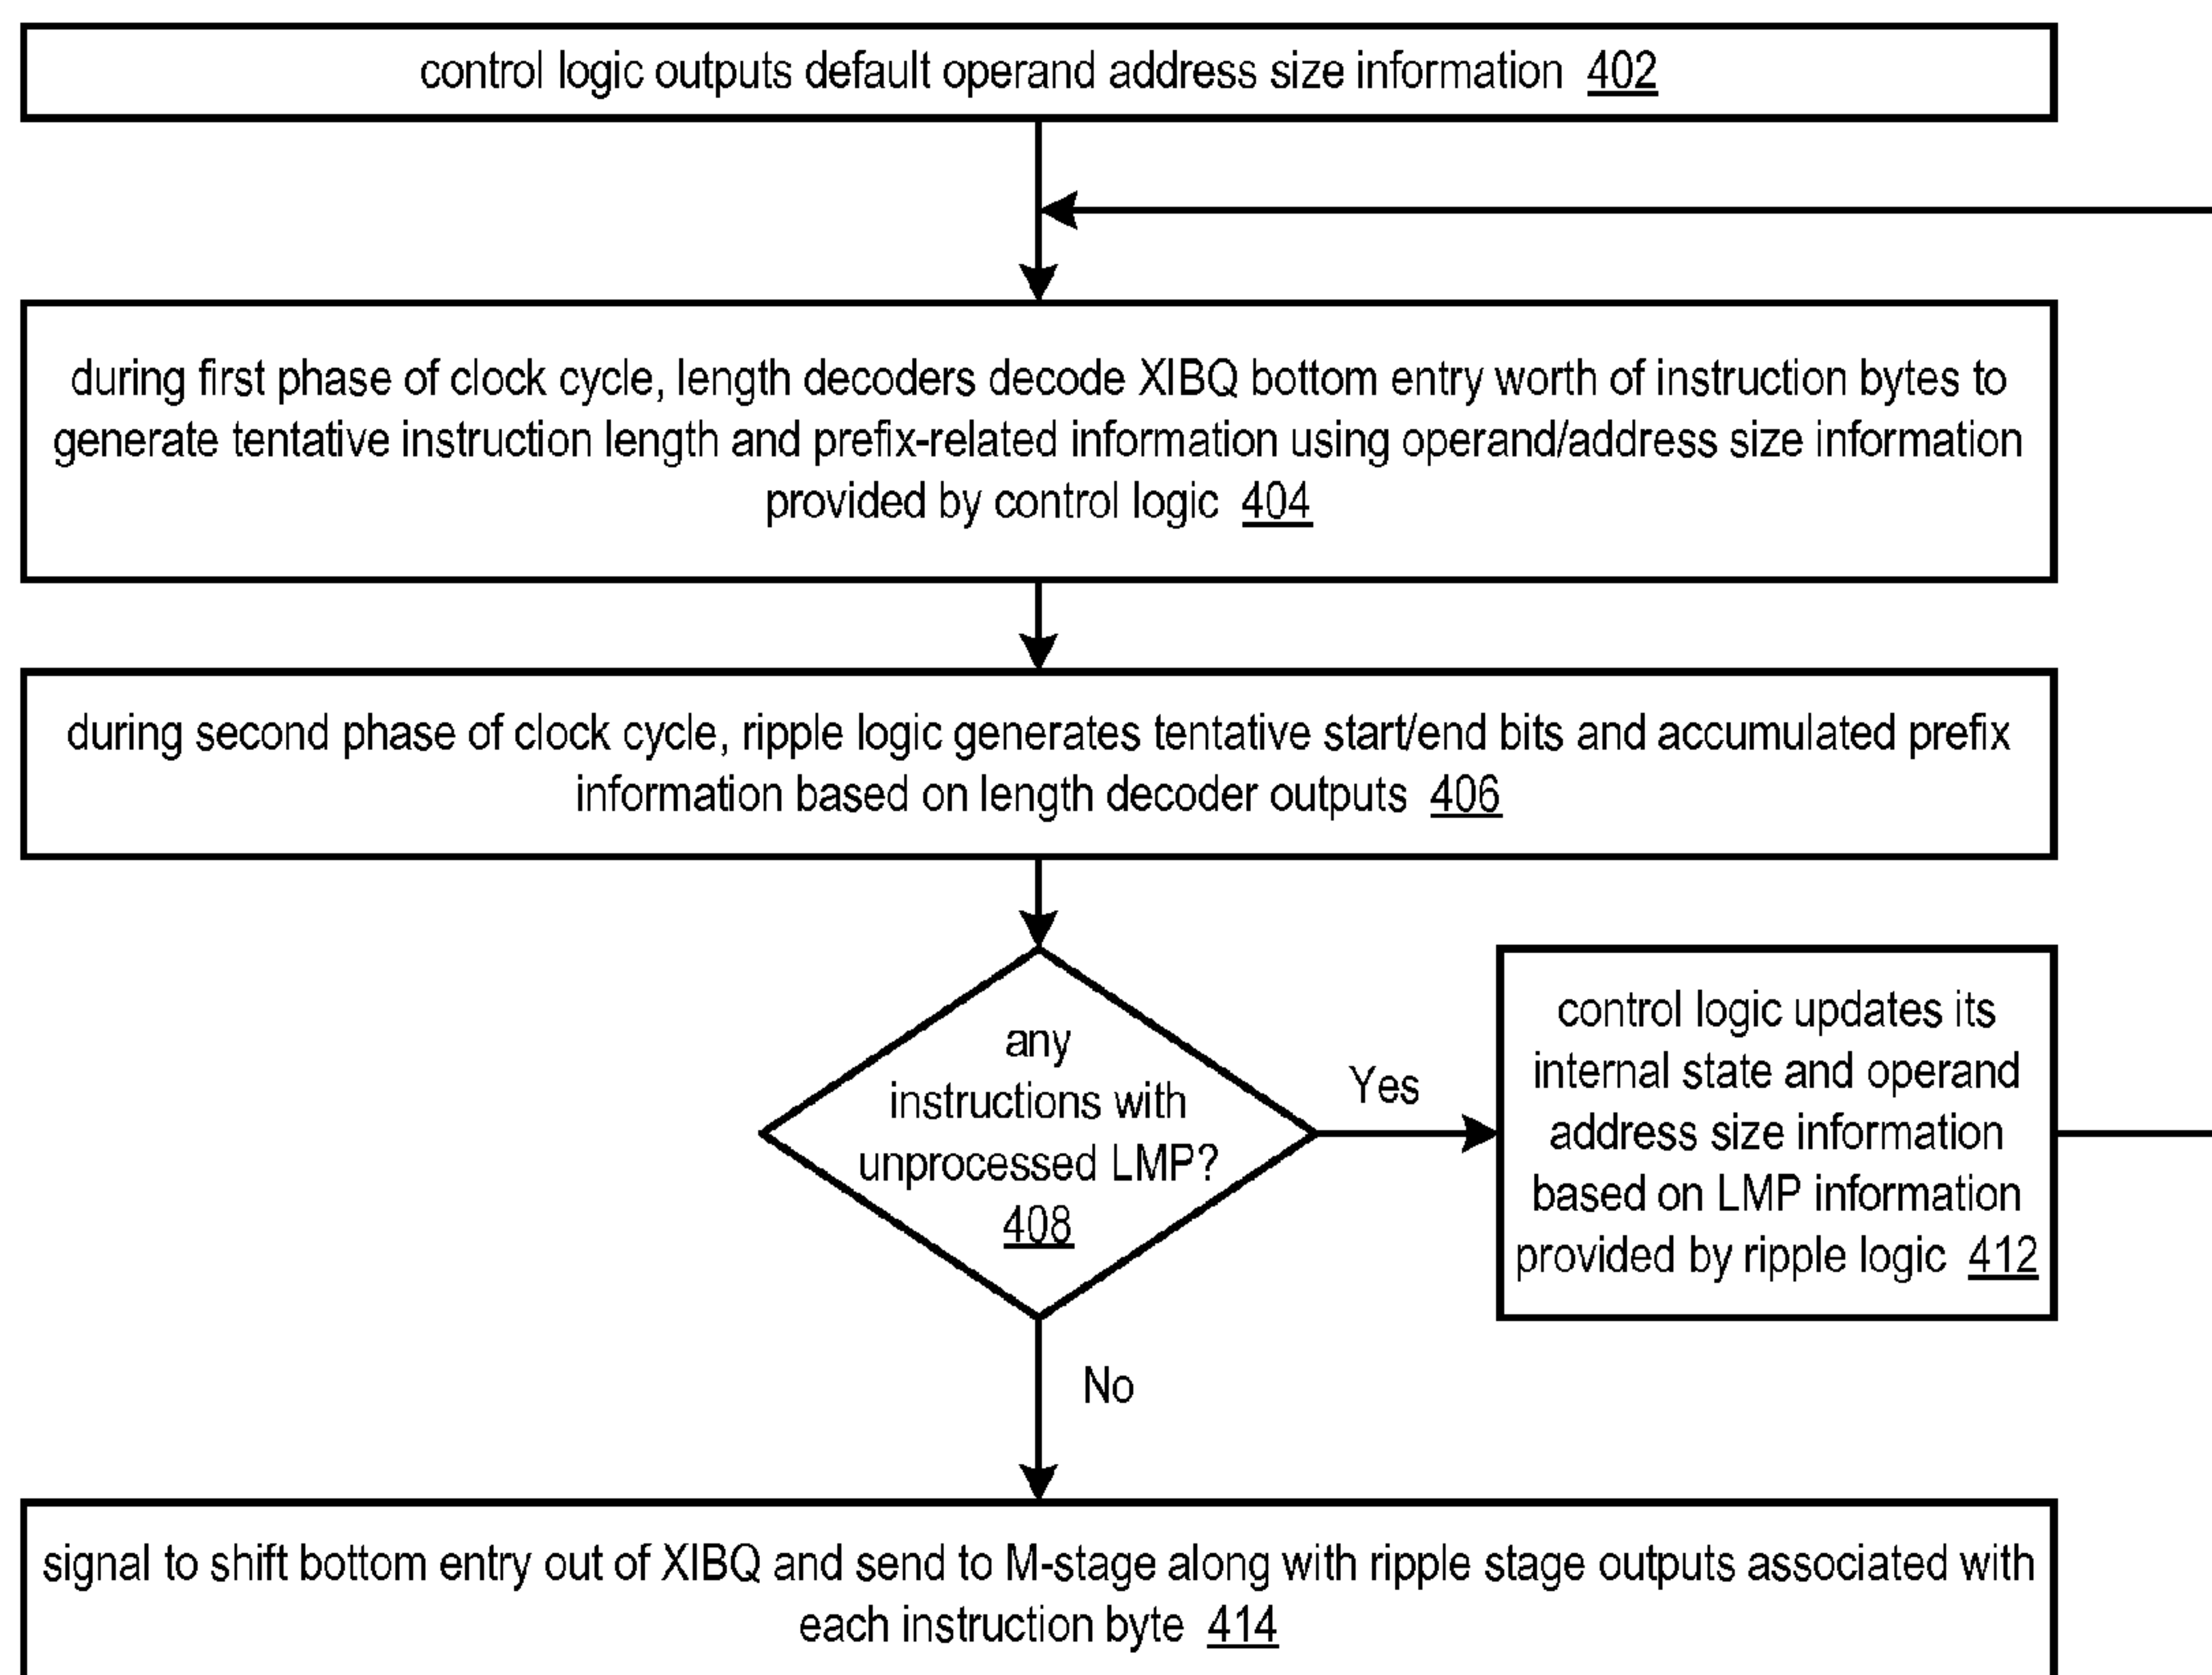 control logic outputs default operand address size information 402
during first phase of clock cycle, length decoders decode XIBQ bottom entry worth of instruction bytes to
generate tentative instruction length and prefix-related information using operand/address size information
provided by control logic 404
during second phase of clock cycle, ripple logic generates tentative start/end bits and accumulated prefix
information based on length decoder outputs 406
any
instructions with
unprocessed LMP?
408
Yes
control logic updates its
internal state and operand
address size information
based on LMP information
provided by ripple logic 412
No
signal to shift bottom entry out of XIBQ and send to M-stage along with ripple stage outputs associated with
each instruction byte 414